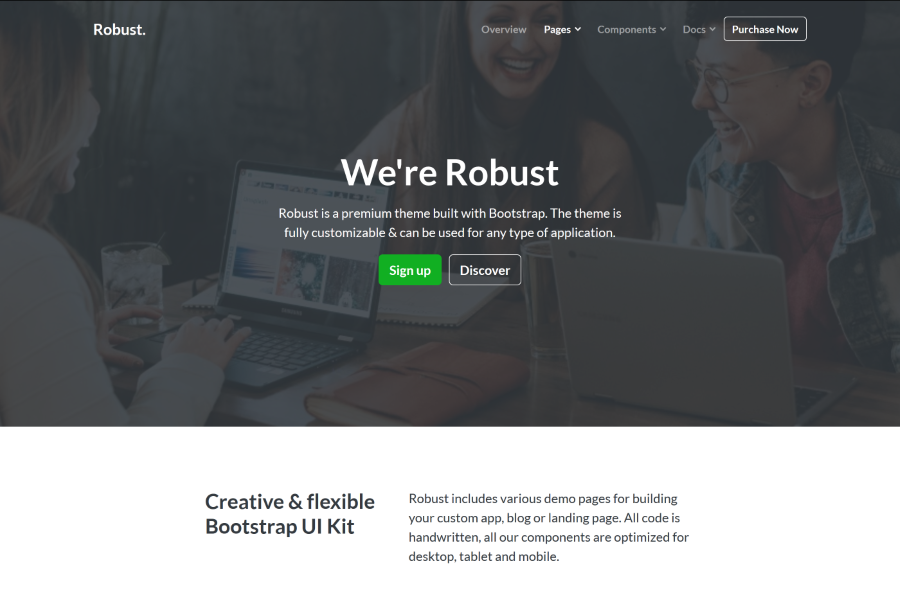 Robust.
Overview Pages Components Docs Purchase Now
We're Robust
Robust is a premium theme built with Bootstrap. The theme is
fully customizable & can be used for any type of application.
Sign up Discover
Creative & flexible
Bootstrap UI Kit
Robust includes various demo pages for building
your custom app, blog or landing page. All code is
handwritten, all our components are optimized for
desktop, tablet and mobile.